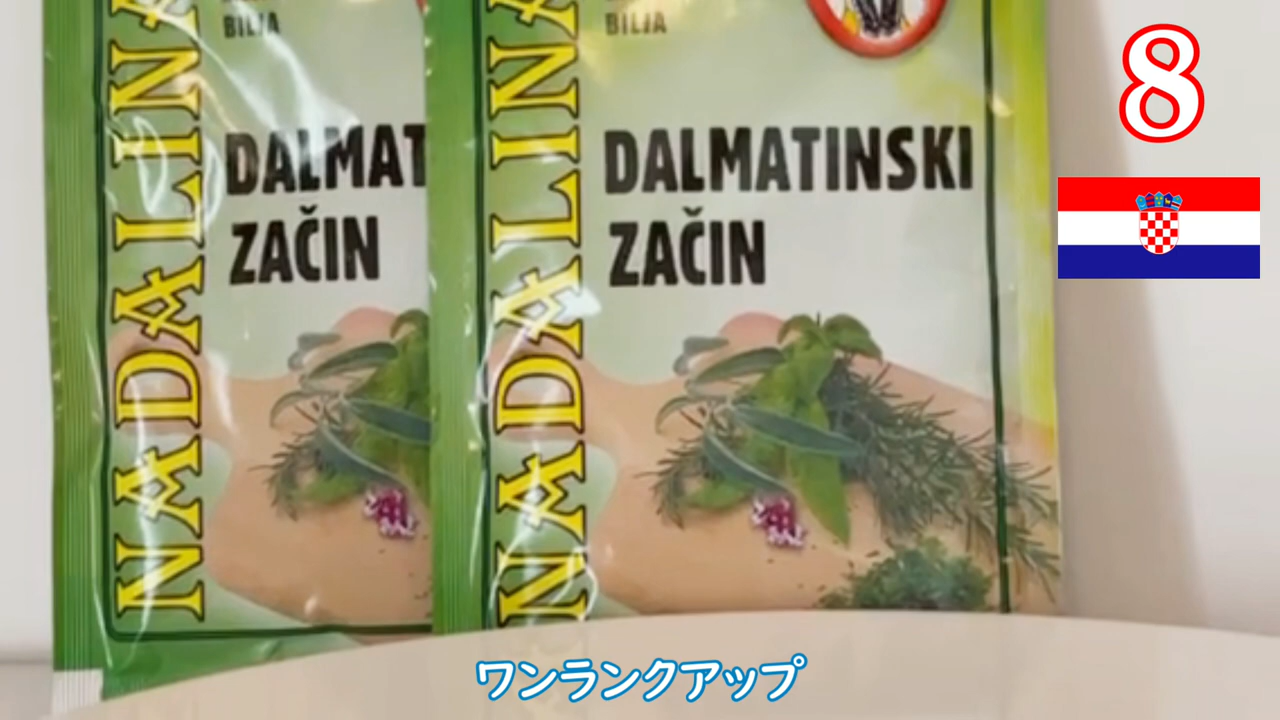 NADALINA
BILJA
DALMAT
ZAČIN
NADALINA
BILJA
DALMATINSKI
ZAČIN
8
ワンランクアップ